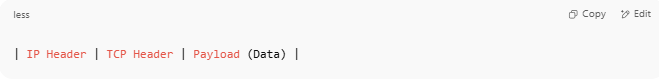 less
Copy
Edit
| IP Header | TCP Header | Payload (Data) |